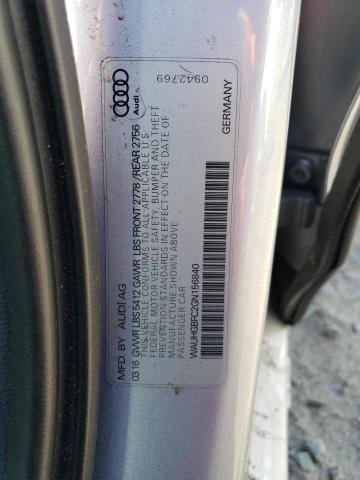 Audi
0942769
MFD. BY AUDI AG
03.16 GVWR LBS 5412 GAWR LBS FRONT 2778 / REAR 2756
THIS VEHICLE CONFORMS TO ALL APPLICABLE U.S.
FEDERAL MOTOR VEHICLE SAFETY, BUMPER AND THEFT
PREVENTION STANDARDS IN EFFECT ON THE DATE OF
MANUFACTURE SHOWN ABOVE.
PASSENGER CAR
WAUHGBFC2GN156840
GERMANY